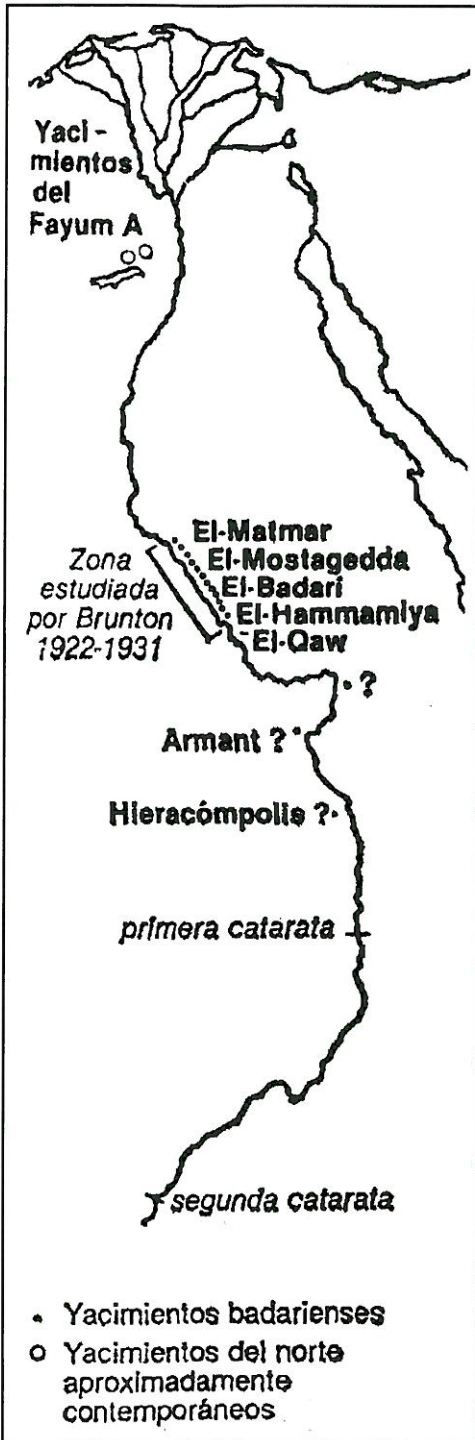 Yaci-
mientos
del
Fayum A
El-Matmar
El-Mostagedda
El-Badari
El-Hammamiya
El-Qaw
Zona
estudiada
por Brunton
1922-1931
?
Armant ?
Hieracómpolis ?
primera catarata
segunda catarata
Yacimientos badarienses
Yacimientos del norte
aproximadamente
contemporáneos